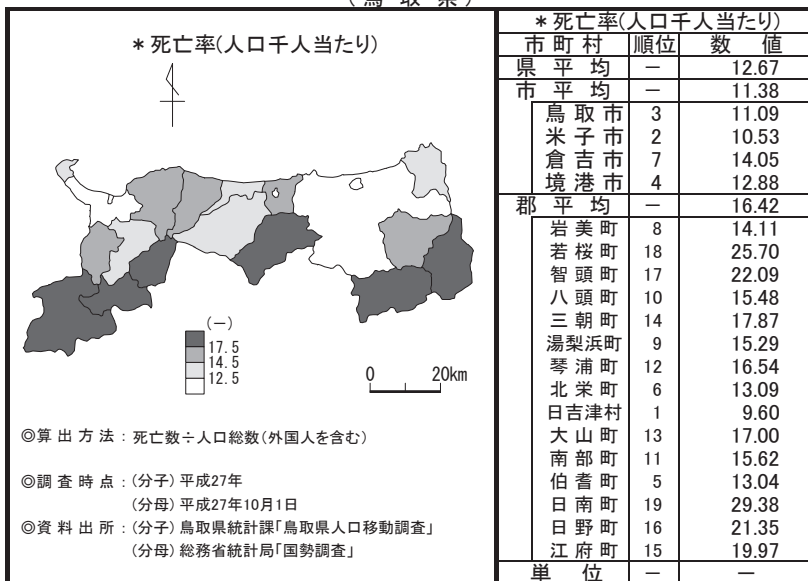 (鳥取県)
*死亡率(人口千人当たり)
(−)
17.5
14.5
12.5
0 20km
◎算出方法:死亡数÷人口総数(外国人を含む)
◎調査時点:(分子)平成27年
(分母)平成27年10月1日
◎資料出所:(分子)鳥取県統計課「鳥取県人口移動調査」
(分母)総務省統計局「国勢調査」
*死亡率(人口千人当たり)
市町村 順位 数値
県平均 − 12.67
市平均 − 11.38
鳥取市 3 11.09
米子市 2 10.53
倉吉市 7 14.05
境港市 4 12.88
郡平均 − 16.42
岩美町 8 14.11
若桜町 18 25.70
智頭町 17 22.09
八頭町 10 15.48
三朝町 14 17.87
湯梨浜町 9 15.29
琴浦町 12 16.54
北栄町 6 13.09
日吉津村 1 9.60
大山町 13 17.00
南部町 11 15.62
伯耆町 5 13.04
日南町 19 29.38
日野町 16 21.35
江府町 15 19.97
単位 − −